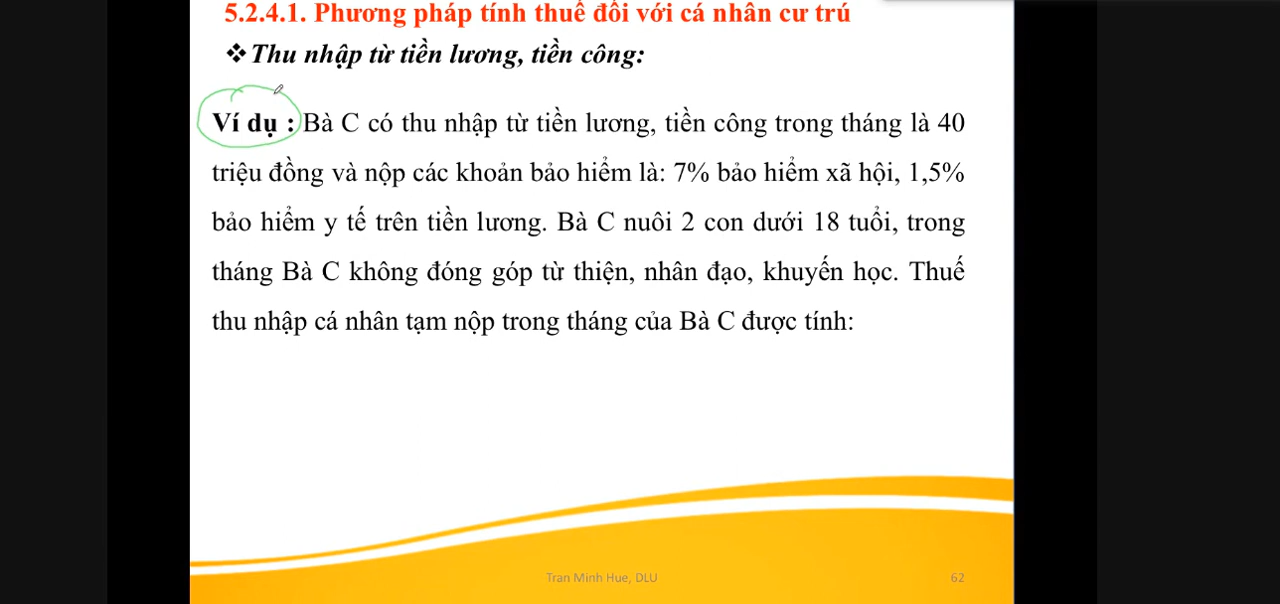 5.2.4.1. Phương pháp tính thuế đối với cá nhân cư trú
❖ Thu nhập từ tiền lương, tiền công:
Ví dụ : Bà C có thu nhập từ tiền lương, tiền công trong tháng là 40
triệu đồng và nộp các khoản bảo hiểm là: 7% bảo hiểm xã hội, 1,5%
bảo hiểm y tế trên tiền lương. Bà C nuôi 2 con dưới 18 tuổi, trong
tháng Bà C không đóng góp từ thiện, nhân đạo, khuyến học. Thuế
thu nhập cá nhân tạm nộp trong tháng của Bà C được tính:
Tran Minh Hue, DLU
62